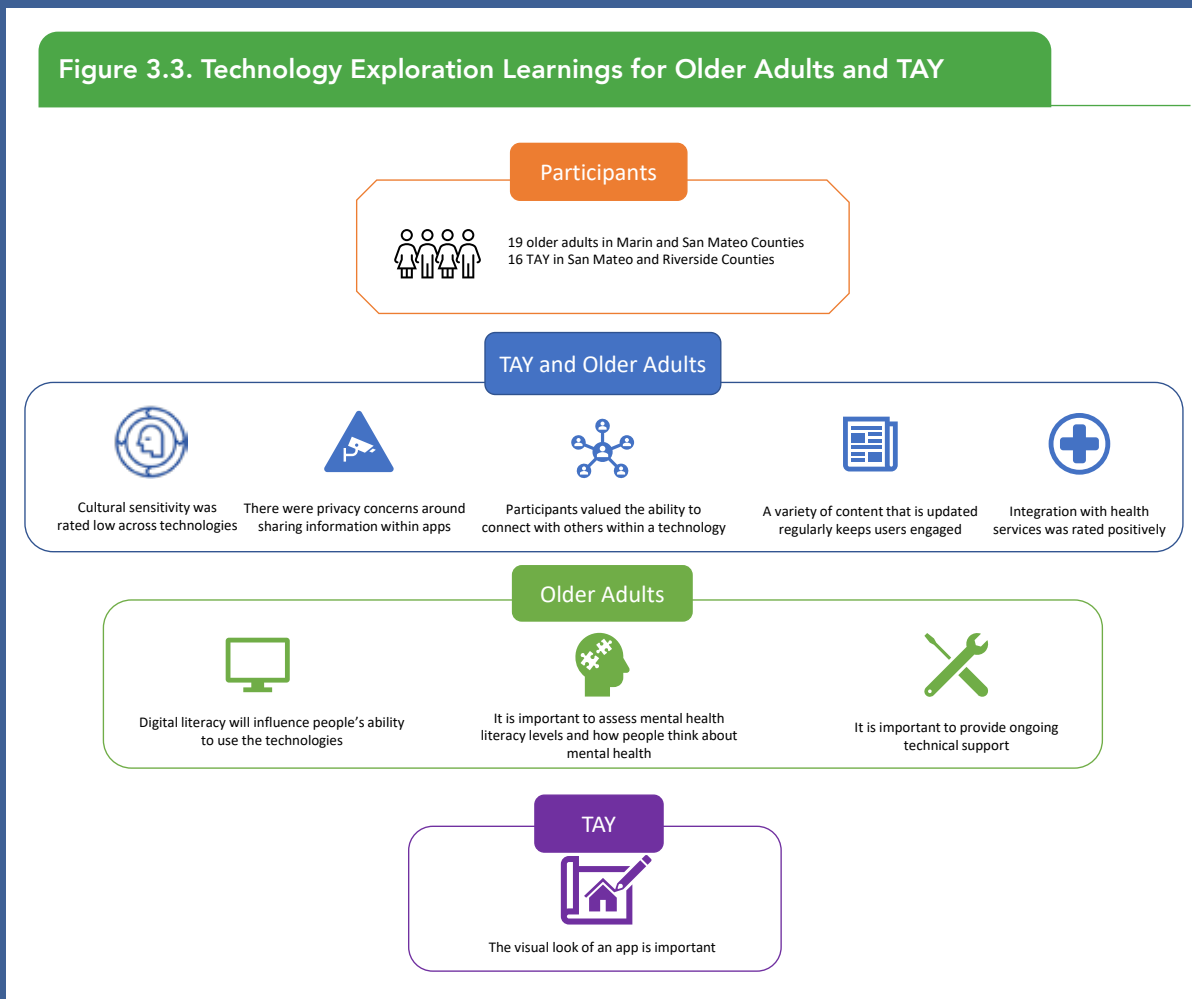 Figure 3.3. Technology Exploration Learnings for Older Adults and TAY
Participants
19 older adults in Marin and San Mateo Counties
16 TAY in San Mateo and Riverside Counties
TAY and Older Adults
Cultural sensitivity was
rated low across technologies
There were privacy concerns around
sharing information within apps
Participants valued the ability to
connect with others within a technology
A variety of content that is updated
regularly keeps users engaged
Integration with health
services was rated positively
Older Adults
Digital literacy will influence people’s ability
to use the technologies
It is important to assess mental health
literacy levels and how people think about
mental health
It is important to provide ongoing
technical support
TAY
The visual look of an app is important